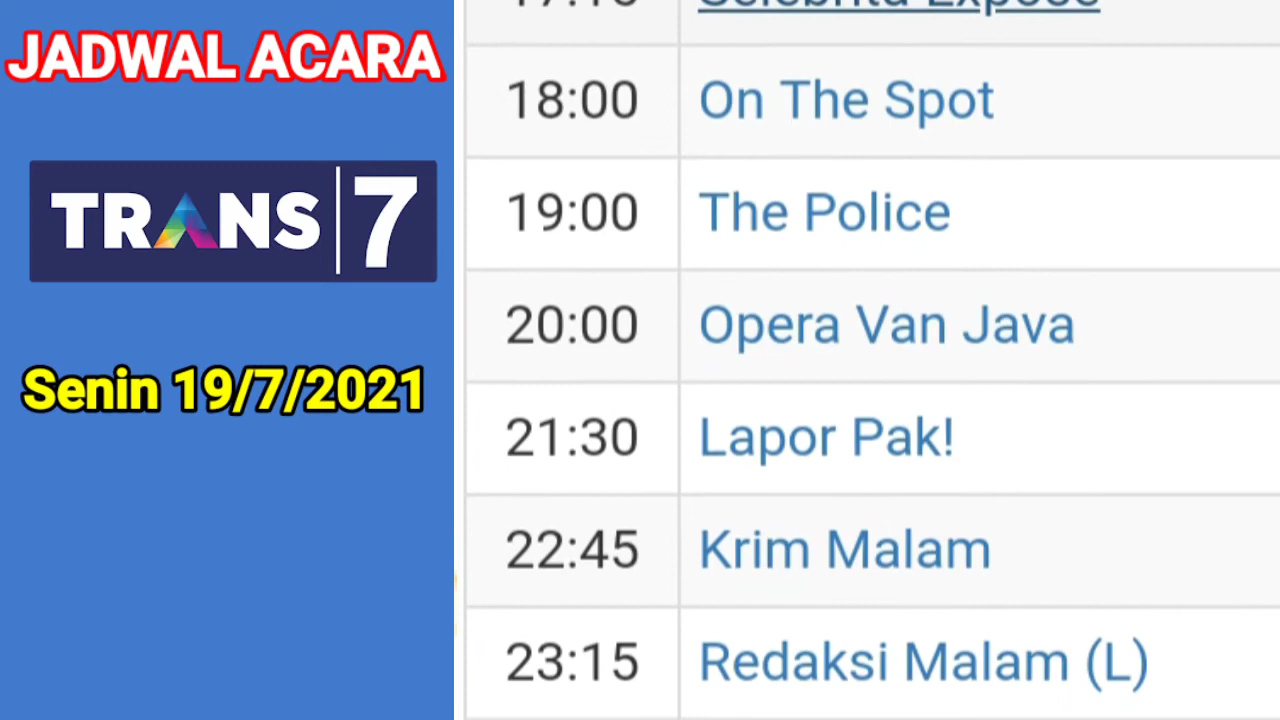 JADWAL ACARA
TRANS|7
Senin 19/7/2021
18:00 On The Spot
19:00 The Police
20:00 Opera Van Java
21:30 Lapor Pak!
22:45 Krim Malam
23:15 Redaksi Malam (L)